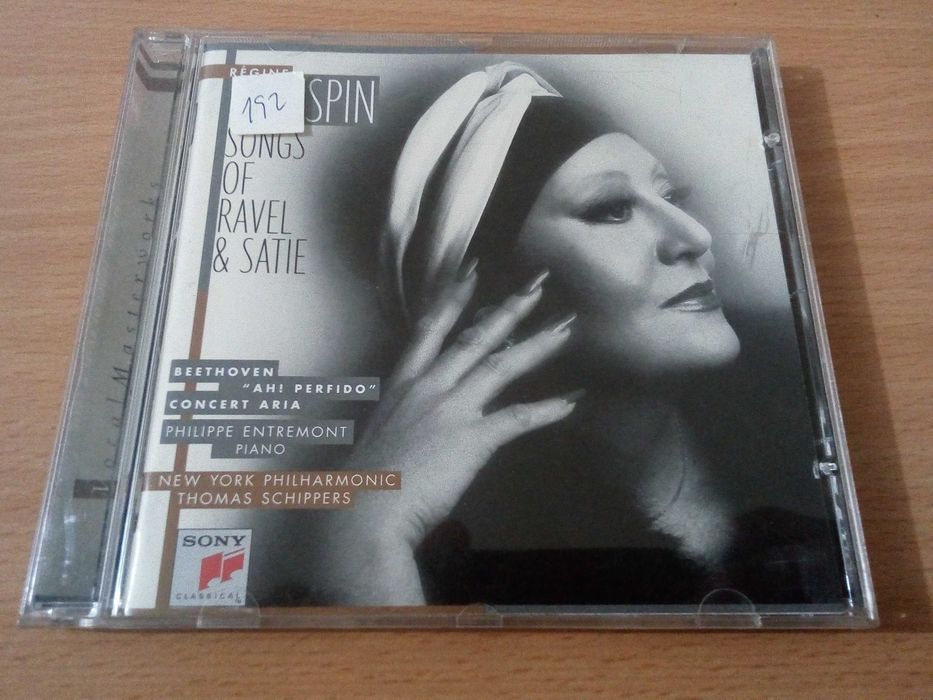 RÉGINE
192
SPIN
SONGS
OF
RAVEL
& SATIE
BEETHOVEN
"AH! PERFIDO"
CONCERT ARIA
PHILIPPE ENTREMONT
PIANO
NEW YORK PHILHARMONIC
THOMAS SCHIPPERS
SONY
CLASSICAL
Vocal Masterworks